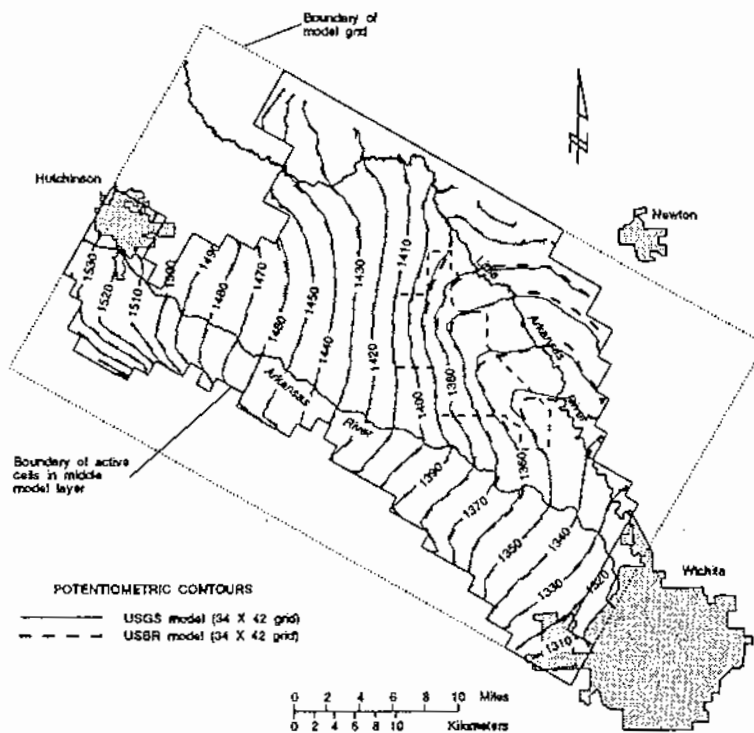 Boundary of
model grid
N
Hutchinson
Newton
1530
1520
1510
1500
1490
1480
1470
1460
1450
1440
1430
1420
1410
1400
1380
1360
1390
1370
1350
1340
1330
1320
1310
Little
Arkansas
River
Arkansas
River
Boundary of active
cells in middle
model layer
Wichita
POTENTIOMETRIC CONTOURS
USGS model (34 X 42 grid)
USBR model (34 X 42 grid)
0 2 4 6 8 10 Miles
0 2 4 6 8 10 Kilometers